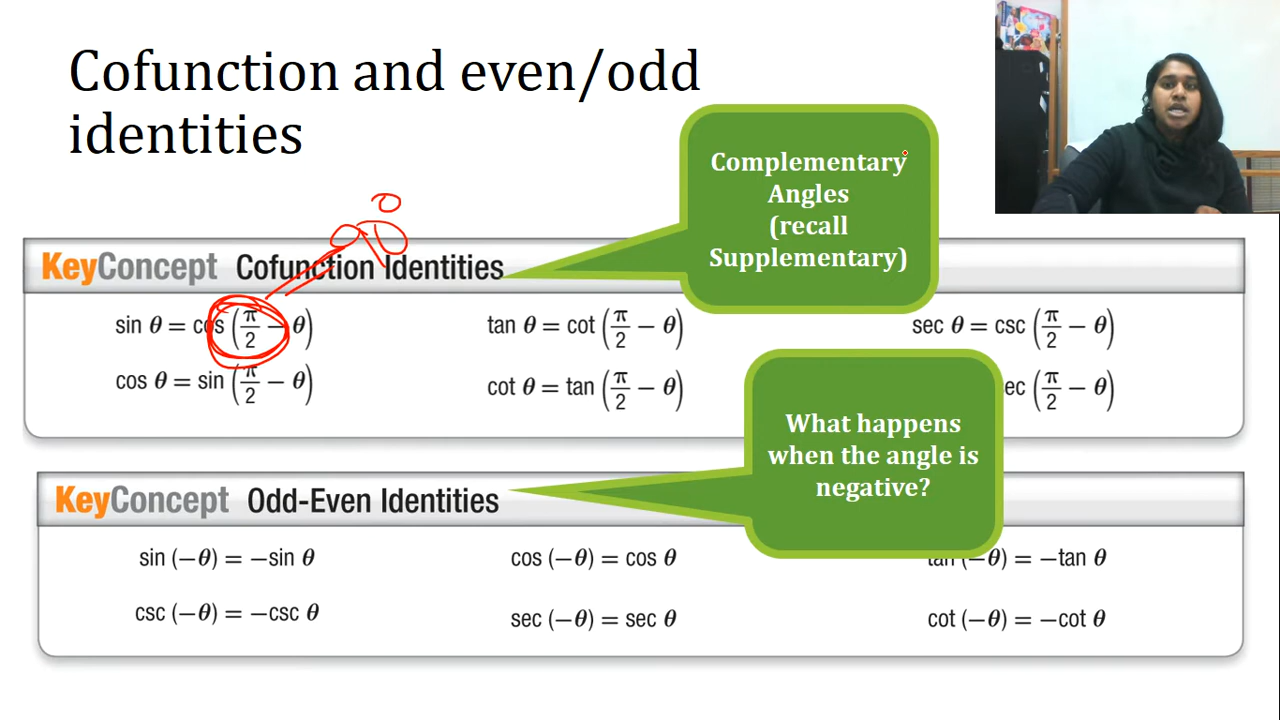 Cofunction and even/odd
identities
Complementary
Angles
(recall
Supplementary)
90°
KeyConcept Cofunction Identities
sin θ = cos (π/2 − θ)
tan θ = cot (π/2 − θ)
sec θ = csc (π/2 − θ)
cos θ = sin (π/2 − θ)
cot θ = tan (π/2 − θ)
ec (π/2 − θ)
What happens
when the angle is
negative?
KeyConcept Odd-Even Identities
sin (−θ) = −sin θ
cos (−θ) = cos θ
tan (−θ) = −tan θ
csc (−θ) = −csc θ
sec (−θ) = sec θ
cot (−θ) = −cot θ